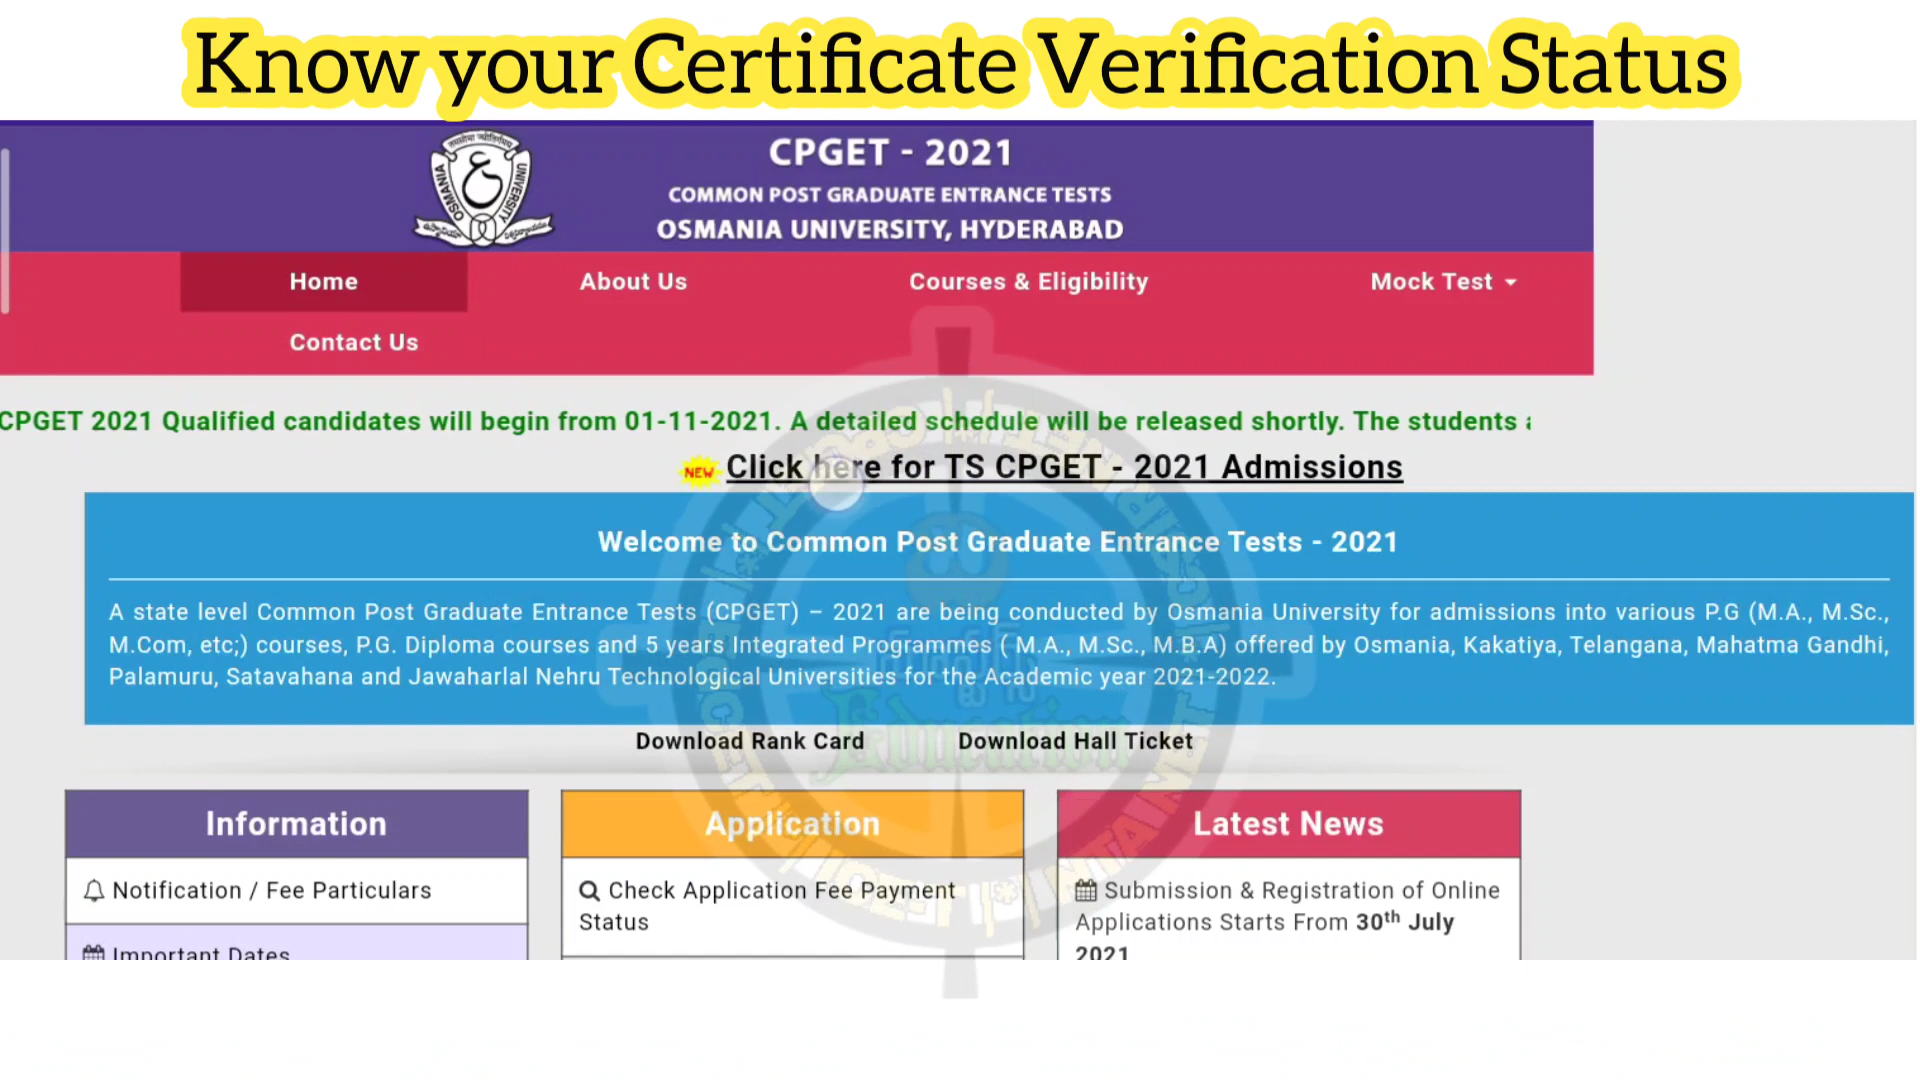 Know your Certificate Verification Status
OSMANIA UNIVERSITY
CPGET - 2021
COMMON POST GRADUATE ENTRANCE TESTS
OSMANIA UNIVERSITY, HYDERABAD
Home
About Us
Courses & Eligibility
Mock Test
Contact Us
CPGET 2021 Qualified candidates will begin from 01-11-2021. A detailed schedule will be released shortly. The students
NEW Click here for TS CPGET - 2021 Admissions
Welcome to Common Post Graduate Entrance Tests - 2021
A state level Common Post Graduate Entrance Tests (CPGET) – 2021 are being conducted by Osmania University for admissions into various P.G (M.A., M.Sc.,
M.Com, etc;) courses, P.G. Diploma courses and 5 years Integrated Programmes ( M.A., M.Sc., M.B.A) offered by Osmania, Kakatiya, Telangana, Mahatma Gandhi,
Palamuru, Satavahana and Jawaharlal Nehru Technological Universities for the Academic year 2021-2022.
Education
Download Rank Card
Download Hall Ticket
Information
Notification / Fee Particulars
Important Dates
Application
Check Application Fee Payment
Status
Latest News
Submission & Registration of Online
Applications Starts From 30th July
2021